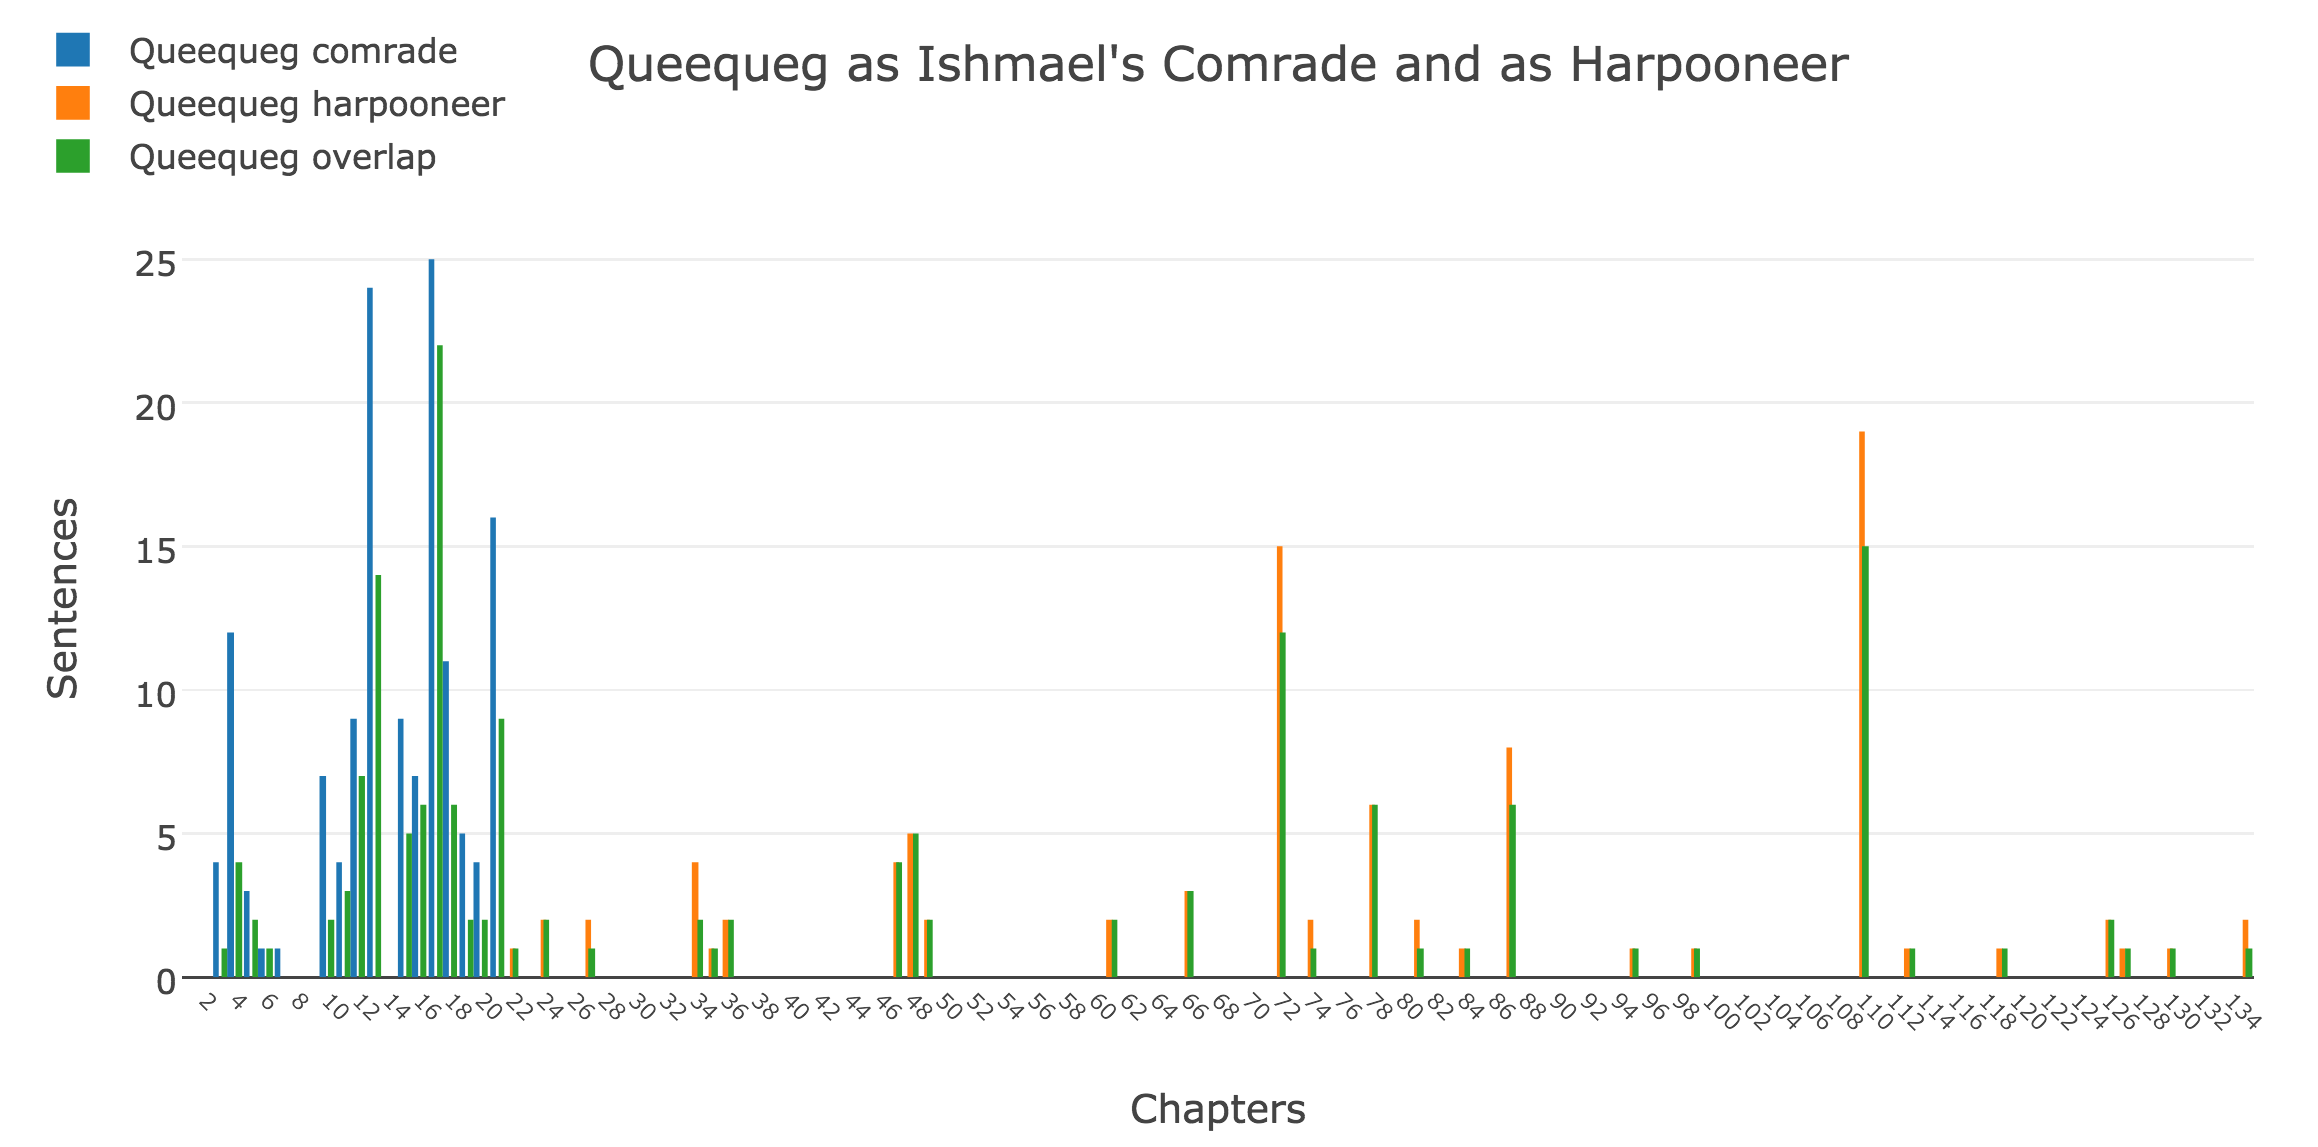 Queequeg comrade
Queequeg harpooneer
Queequeg overlap
Queequeg as Ishmael's Comrade and as Harpooneer
25
20
15
10
5
0
Sentences
2 4 6 8 10 12 14 16 18 20 22 24 26 28 30 32 34 36 38 40 42 44 46 48 50 52 54 56 58 60 62 64 66 68 70 72 74 76 78 80 82 84 86 88 90 92 94 96 98 100 102 104 106 108 110 112 114 116 118 120 122 124 126 128 130 132 134
Chapters